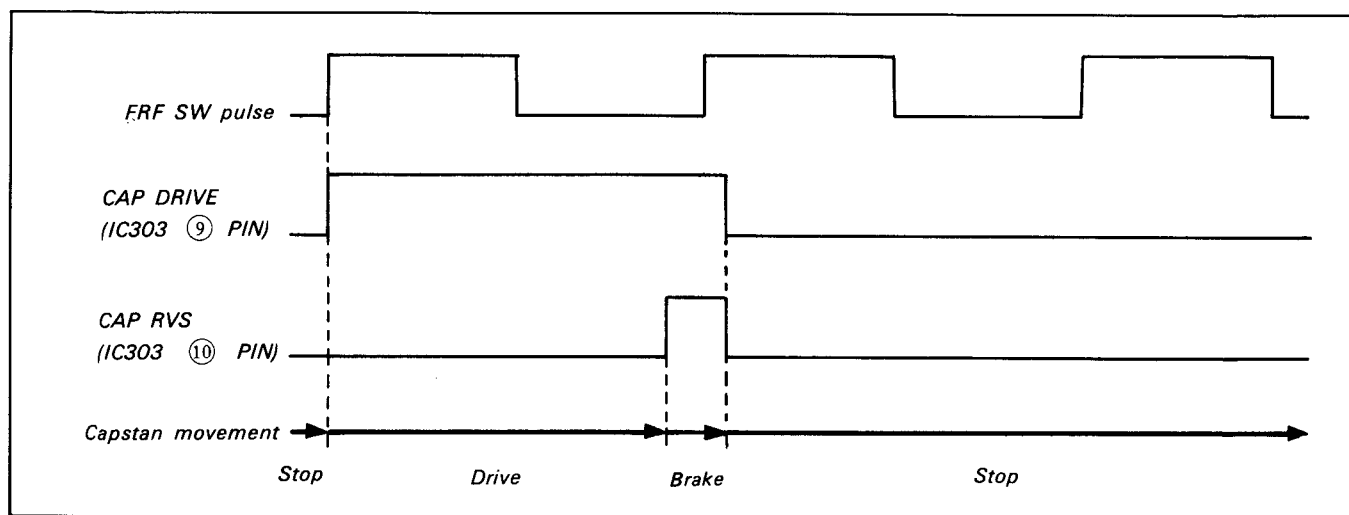 FRF SW pulse
CAP DRIVE
(IC303 ⑨ PIN)
CAP RVS
(IC303 ⑩ PIN)
Capstan movement
Stop Drive Brake Stop